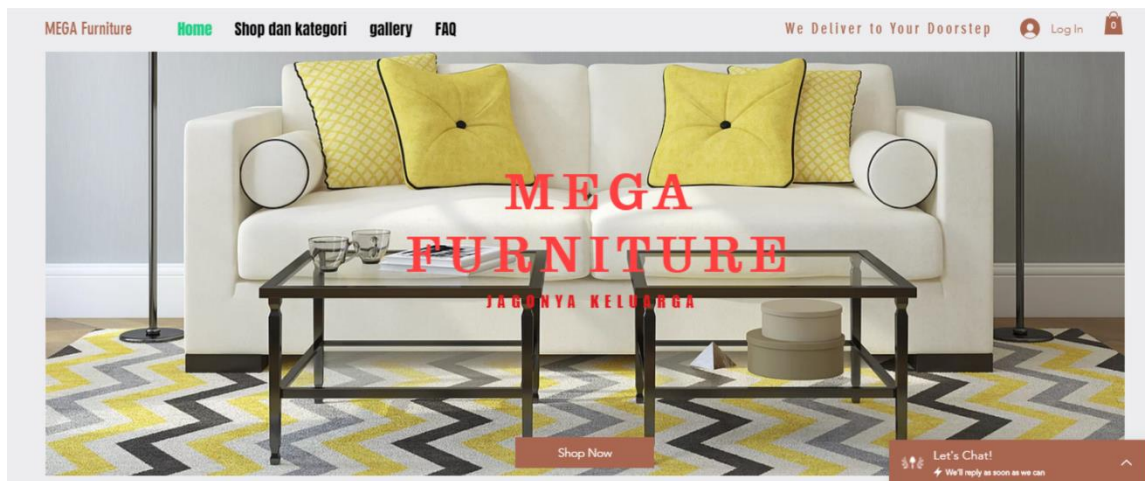 MEGA Furniture
Home Shop dan kategori gallery FAQ
We Deliver to Your Doorstep
Log In
0
MEGA
FURNITURE
JAGONYA KELUARGA
Shop Now
Let's Chat!
We'll reply as soon as we can